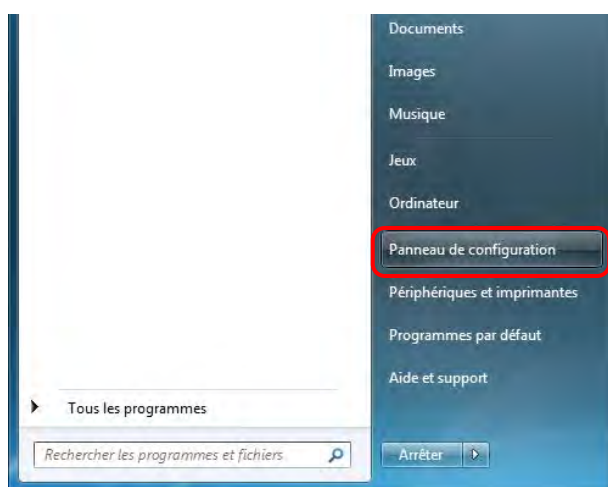 Documents
Images
Musique
Jeux
Ordinateur
Panneau de configuration
Périphériques et imprimantes
Programmes par défaut
Aide et support
Tous les programmes
Rechercher les programmes et fichiers
Arrêter